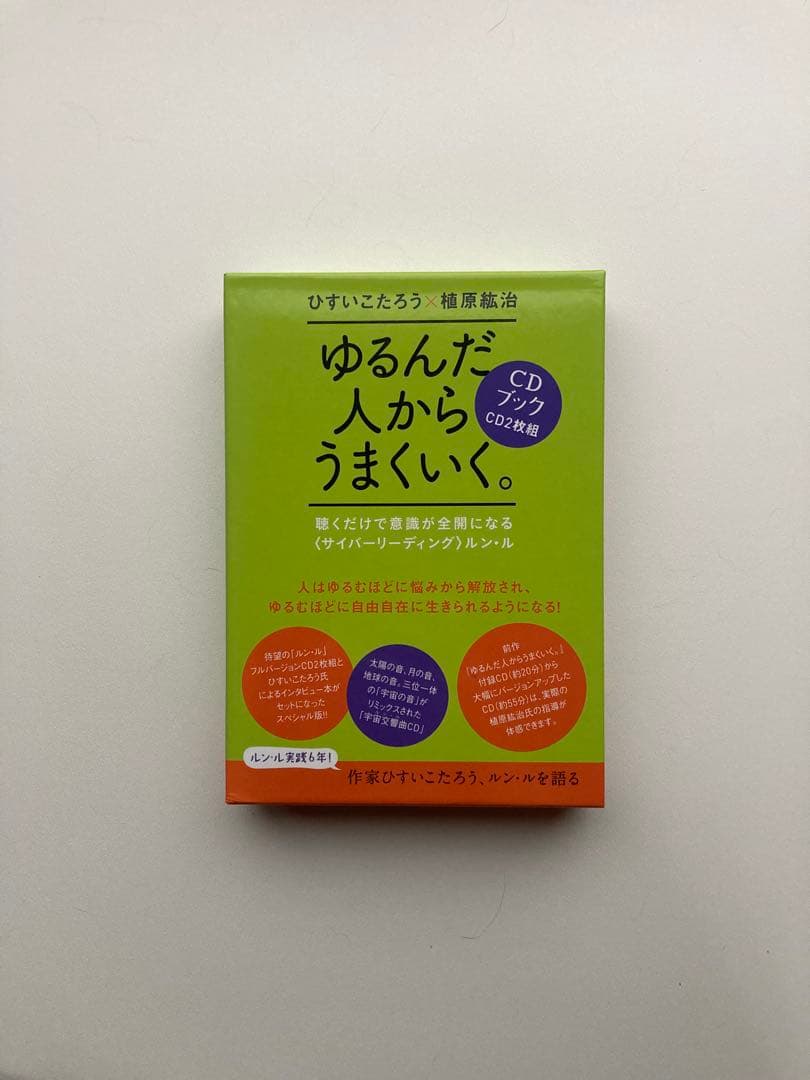 ひすいこたろう×植原紘治
ゆるんだ
人から
うまくいく。
CD
ブック
CD2枚組
聴くだけで意識が全開になる
〈サイバーリーディング〉ルン・ル
人はゆるむほどに悩みから解放され、
ゆるむほどに自由自在に生きられるようになる!
待望の「ルン・ル」
フルバージョンCD2枚組と
ひすいこたろう氏
によるインタビュー本が
セットになった
スペシャル版!!
太陽の音、月の音、
地球の音。三位一体
の「宇宙の音」が
リミックスされた
「宇宙交響曲CD」
前作
『ゆるんだ人からうまくいく。』
付録CD(約20分)から
大幅にバージョンアップした
CD(約55分)は、実際の
植原紘治氏の指導が
体感できます。
ルン・ル実践6年!
作家ひすいこたろう、ルン・ルを語る